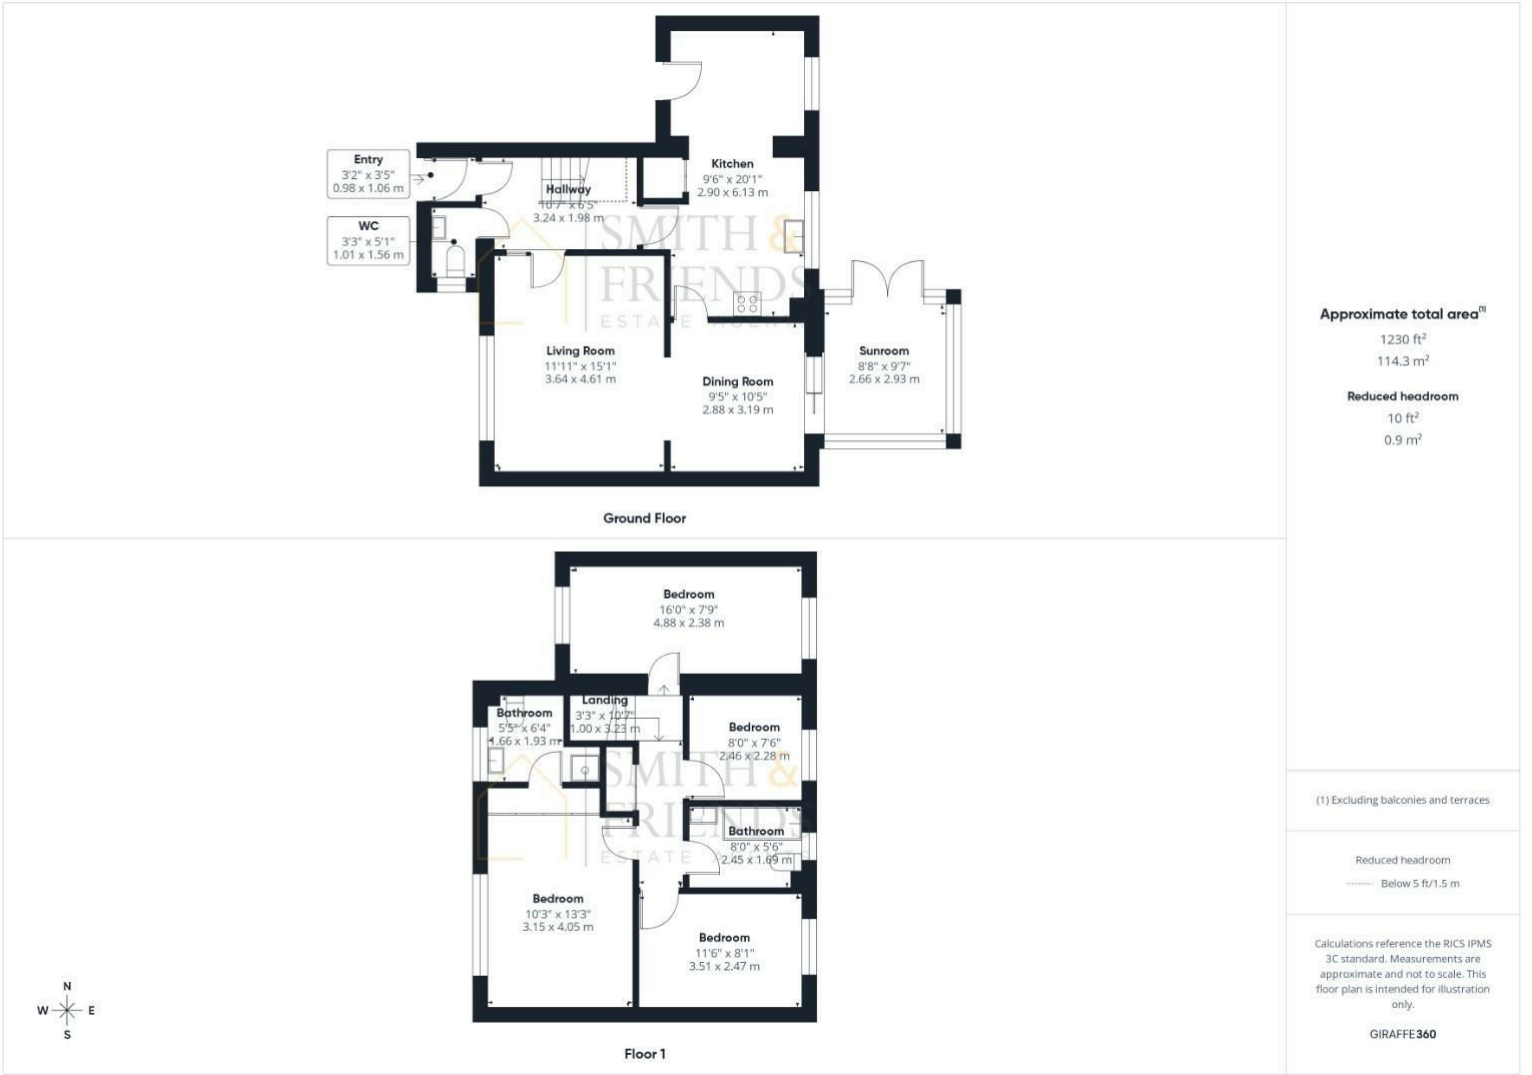 Entry
3'2" x 3'5"
0.98 x 1.06 m
WC
3'3" x 5'1"
1.01 x 1.56 m
Hallway
10'7" x 6'5"
3.24 x 1.98 m
Kitchen
9'6" x 20'1"
2.90 x 6.13 m
SMITH &
FRIENDS
ESTATE AGENTS
Living Room
11'11" x 15'1"
3.64 x 4.61 m
Dining Room
9'5" x 10'5"
2.88 x 3.19 m
Sunroom
8'8" x 9'7"
2.66 x 2.93 m
Ground Floor
Bedroom
16'0" x 7'9"
4.88 x 2.38 m
Landing
3'3" x 10'7"
1.00 x 3.23 m
Bathroom
5'5" x 6'4"
1.66 x 1.93 m
Bedroom
8'0" x 7'6"
2.46 x 2.28 m
SMITH &
FRIENDS
ESTATE
Bathroom
8'0" x 5'6"
2.45 x 1.69 m
Bedroom
10'3" x 13'3"
3.15 x 4.05 m
Bedroom
11'6" x 8'1"
3.51 x 2.47 m
Floor 1
N
W E
S
Approximate total area(1)
1230 ft²
114.3 m²
Reduced headroom
10 ft²
0.9 m²
(1) Excluding balconies and terraces
Reduced headroom
Below 5 ft/1.5 m
Calculations reference the RICS IPMS
3C standard. Measurements are
approximate and not to scale. This
floor plan is intended for illustration
only.
GIRAFFE360